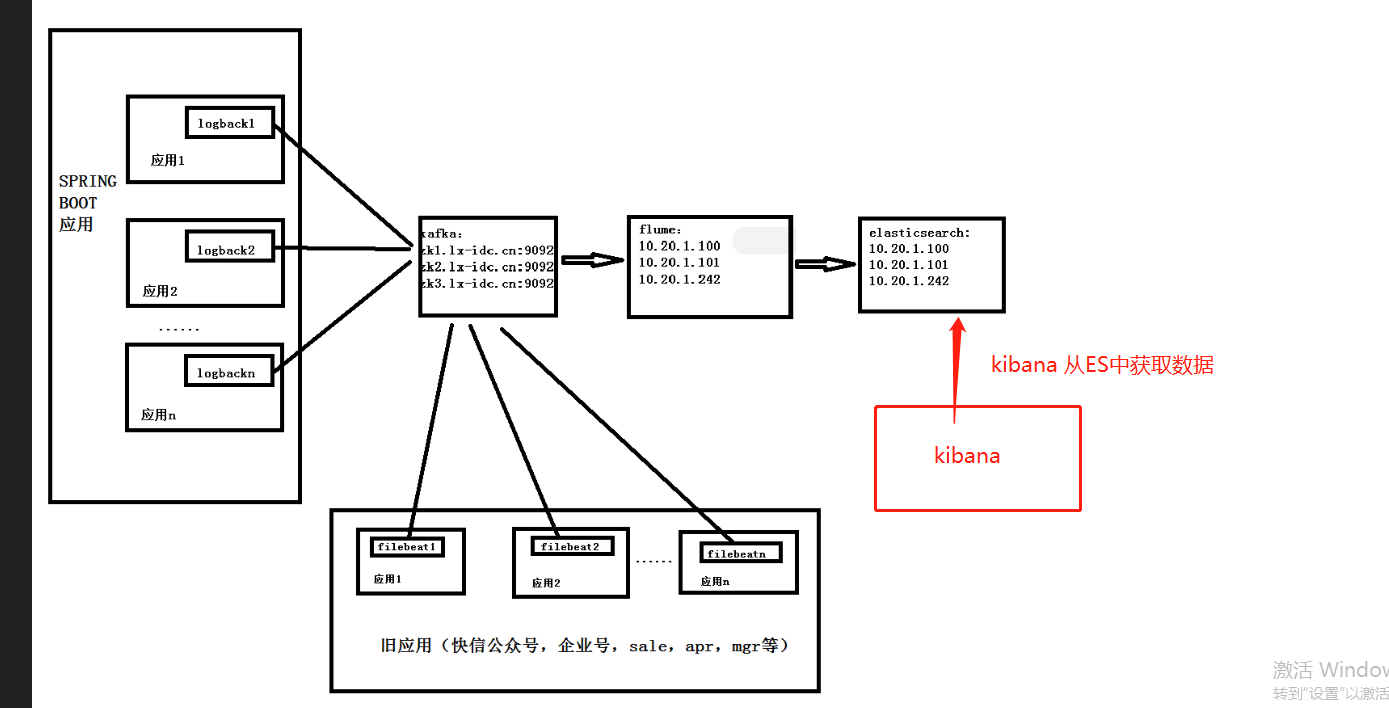 logback1
应用1
SPRING
BOOT
应用
logback2
应用2
......
logbackn
应用n
kafka:
zk1.lx-idc.cn:9092
zk2.lx-idc.cn:9092
zk3.lx-idc.cn:9092
flume:
10.20.1.100
10.20.1.101
10.20.1.242
elasticsearch:
10.20.1.100
10.20.1.101
10.20.1.242
kibana 从ES中获取数据
kibana
filebeat1
应用1
filebeat2
应用2
......
filebeatn
应用n
旧应用（快信公众号，企业号，sale，apr，mgr等）
激活 Window
转到“设置”以激活